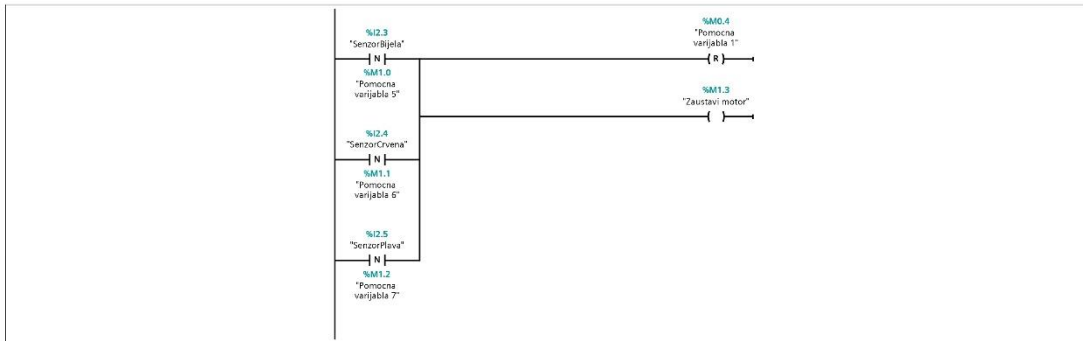 %I2.3
"SenzorBijela"
N
%M1.0
"Pomocna
varijabla 5"
%M0.4
"Pomocna
varijabla 1"
R
%M1.3
"Zaustavi motor"
%I2.4
"SenzorCrvena"
N
%M1.1
"Pomocna
varijabla 6"
%I2.5
"SenzorPlava"
N
%M1.2
"Pomocna
varijabla 7"